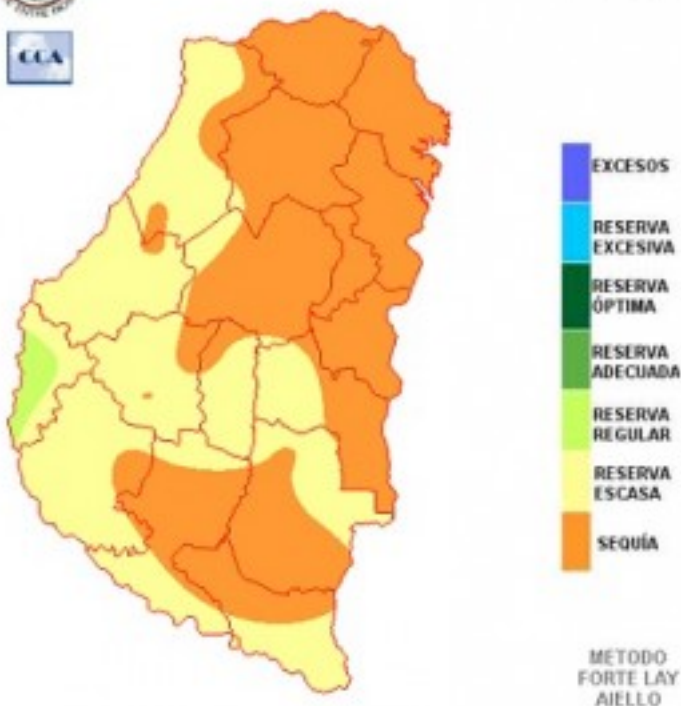 CCA
EXCESOS
RESERVA
EXCESIVA
RESERVA
ÓPTIMA
RESERVA
ADECUADA
RESERVA
REGULAR
RESERVA
ESCASA
SEQUÍA
METODO
FORTE LAY
AIELLO